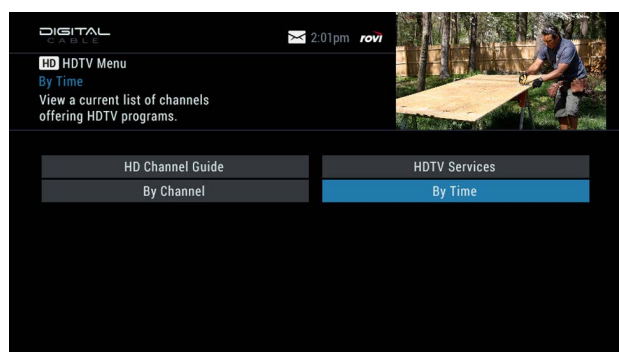 DIGITAL
CABLE
2:01pm rovi
HD HDTV Menu
By Time
View a current list of channels
offering HDTV programs.
HD Channel Guide
HDTV Services
By Channel
By Time